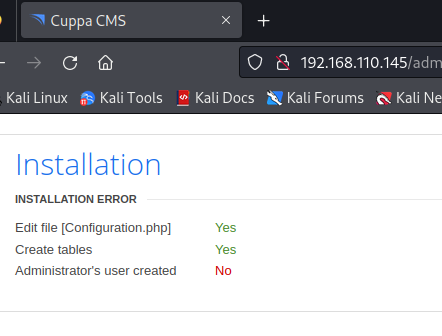 Cuppa CMS
192.168.110.145/adm
Kali Linux Kali Tools Kali Docs Kali Forums Kali Ne
Installation
INSTALLATION ERROR
Edit file [Configuration.php] Yes
Create tables Yes
Administrator's user created No